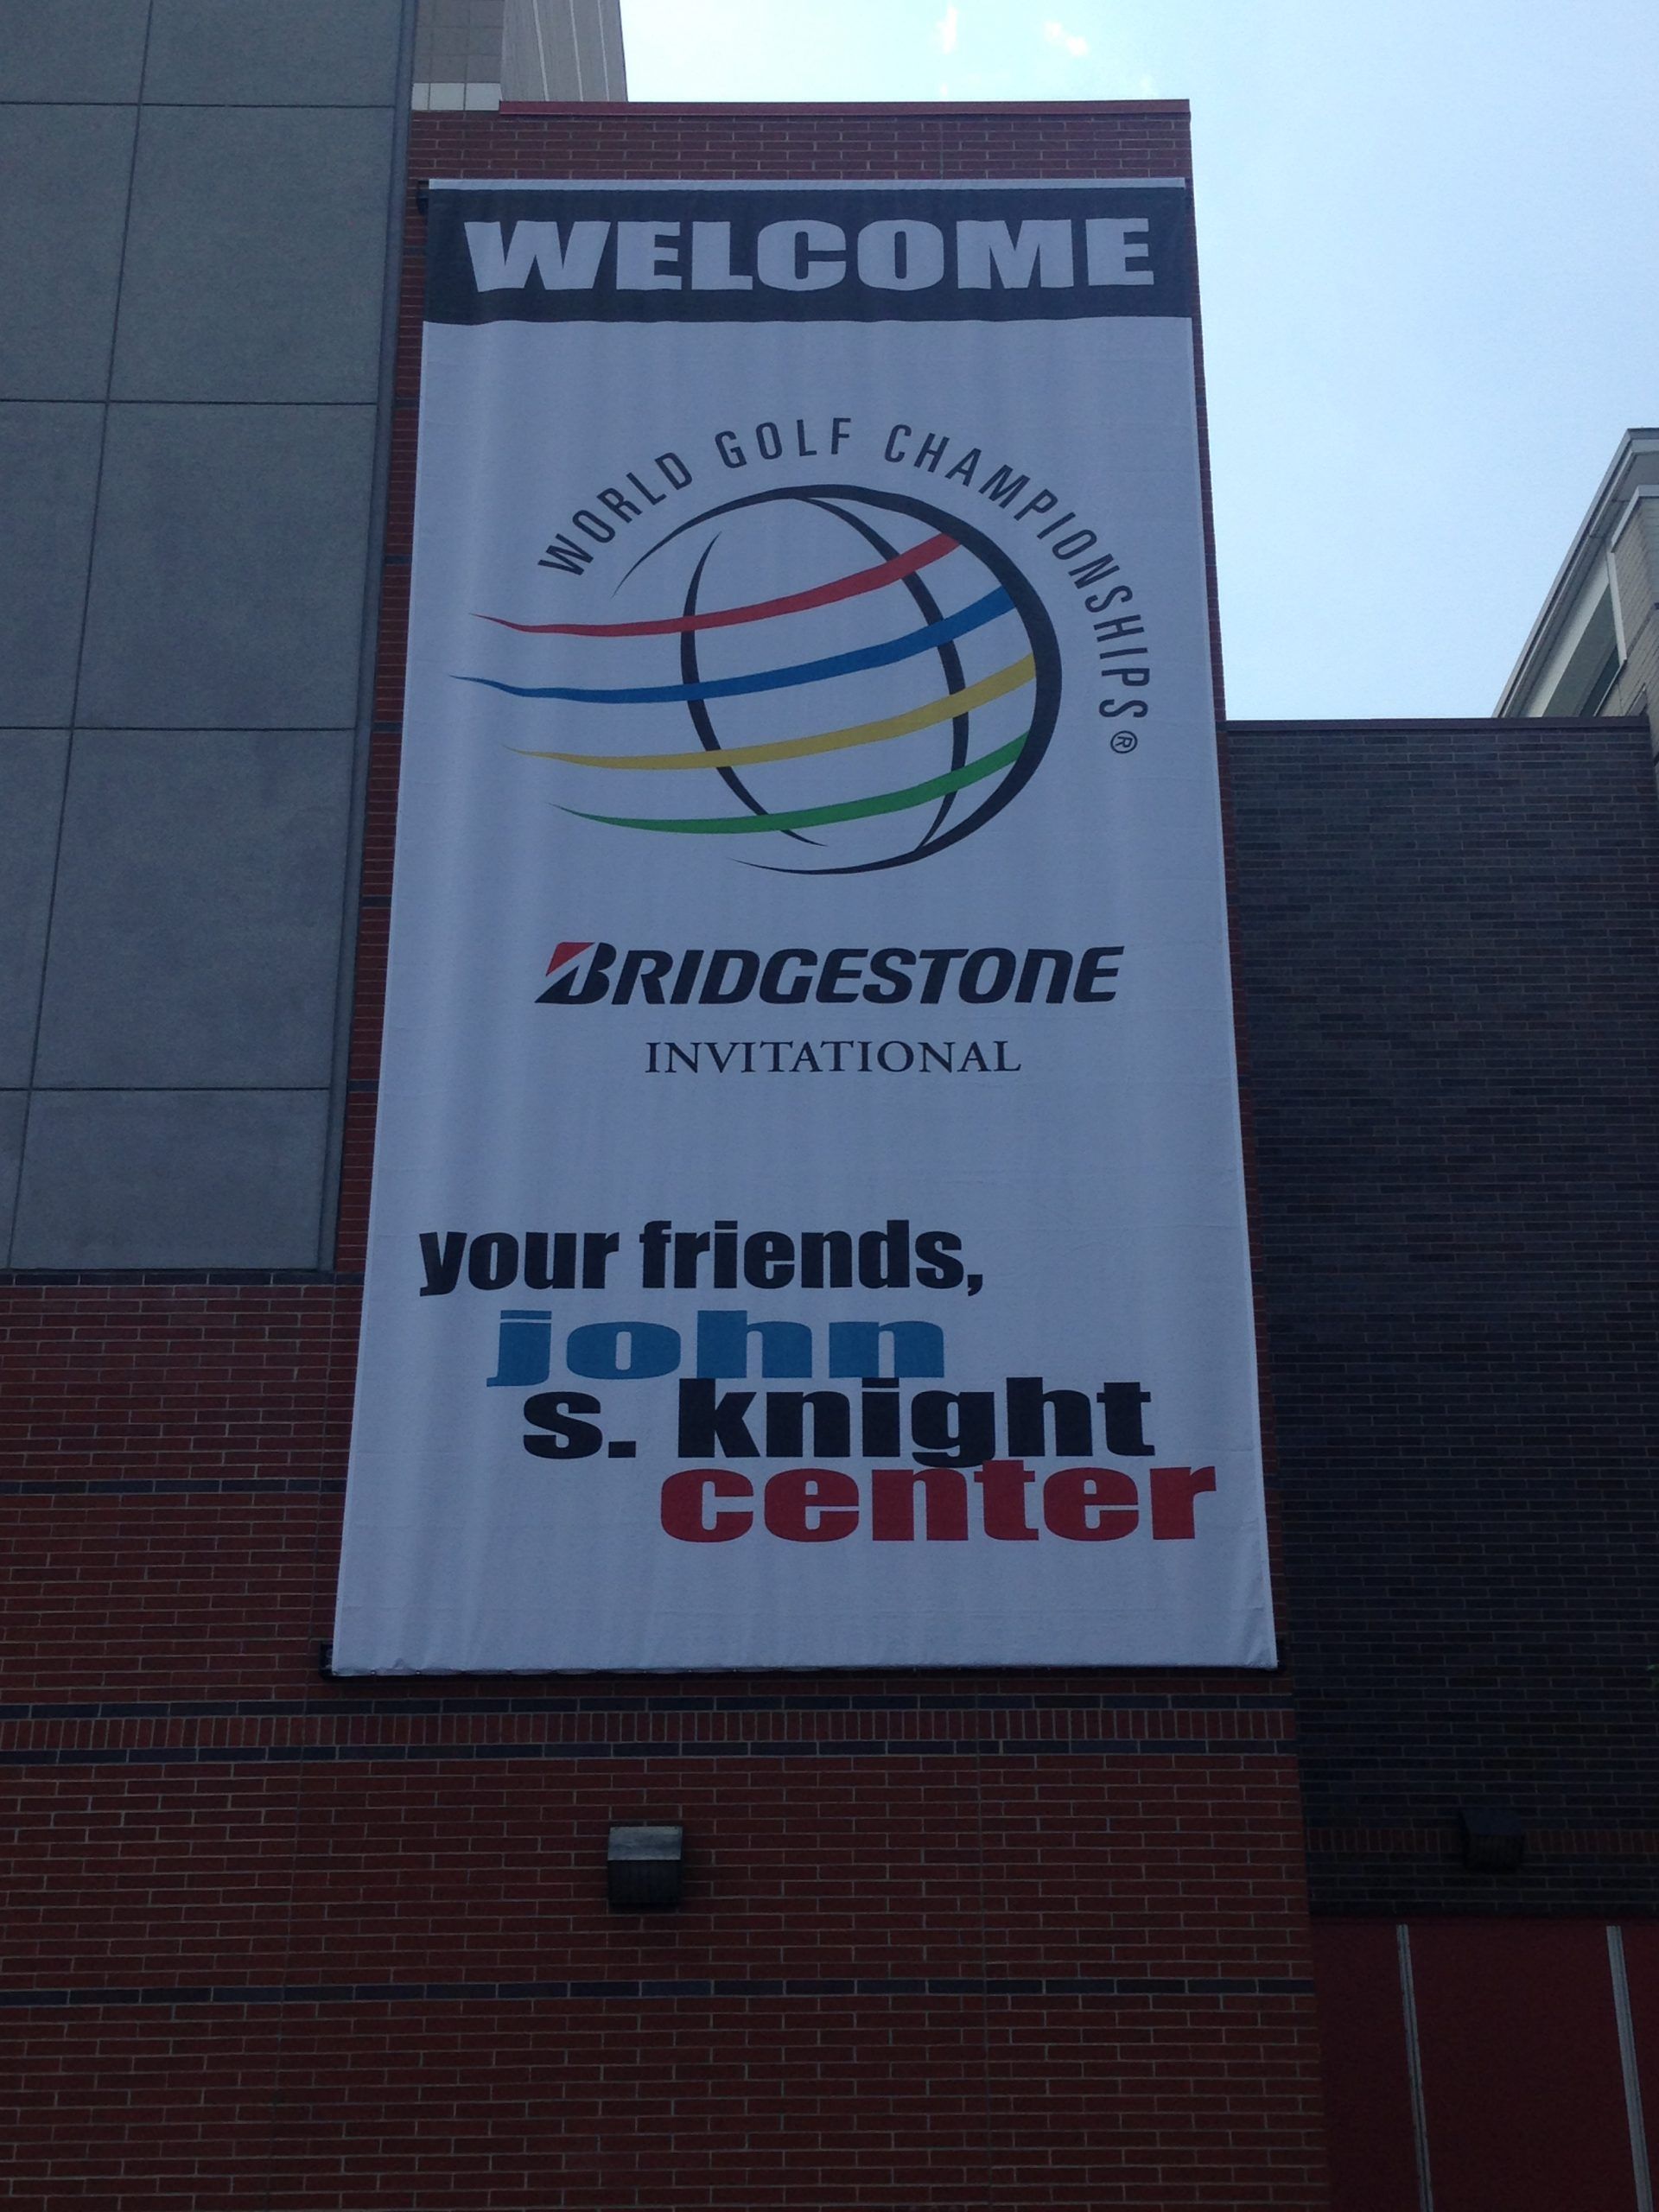 WELCOME
WORLD GOLF CHAMPIONSHIPS®
BRIDGESTONE
INVITATIONAL
your friends,
john
s. knight
center